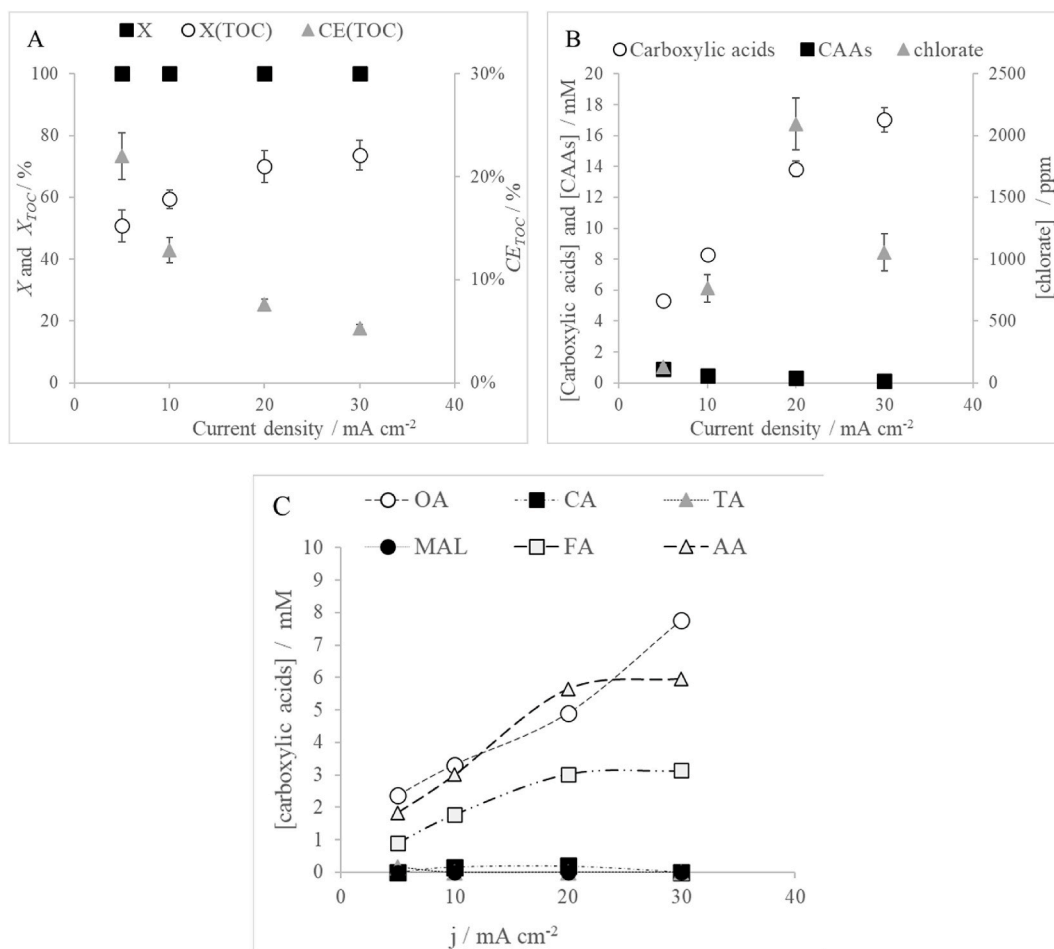 A
X X(TOC) CE(TOC)
100
80
60
40
20
0
30%
20%
10%
0%
0 10 20 30 40
X and X_TOC / %
CE_TOC / %
Current density / mA cm⁻²
B
Carboxylic acids CAAs chlorate
20
18
16
14
12
10
8
6
4
2
0
2500
2000
1500
1000
500
0
0 10 20 30 40
[Carboxylic acids] and [CAAs] / mM
[chlorate] / ppm
Current density / mA cm⁻²
C
OA CA TA
MAL FA AA
10
9
8
7
6
5
4
3
2
1
0
0 10 20 30 40
[carboxylic acids] / mM
j / mA cm⁻²